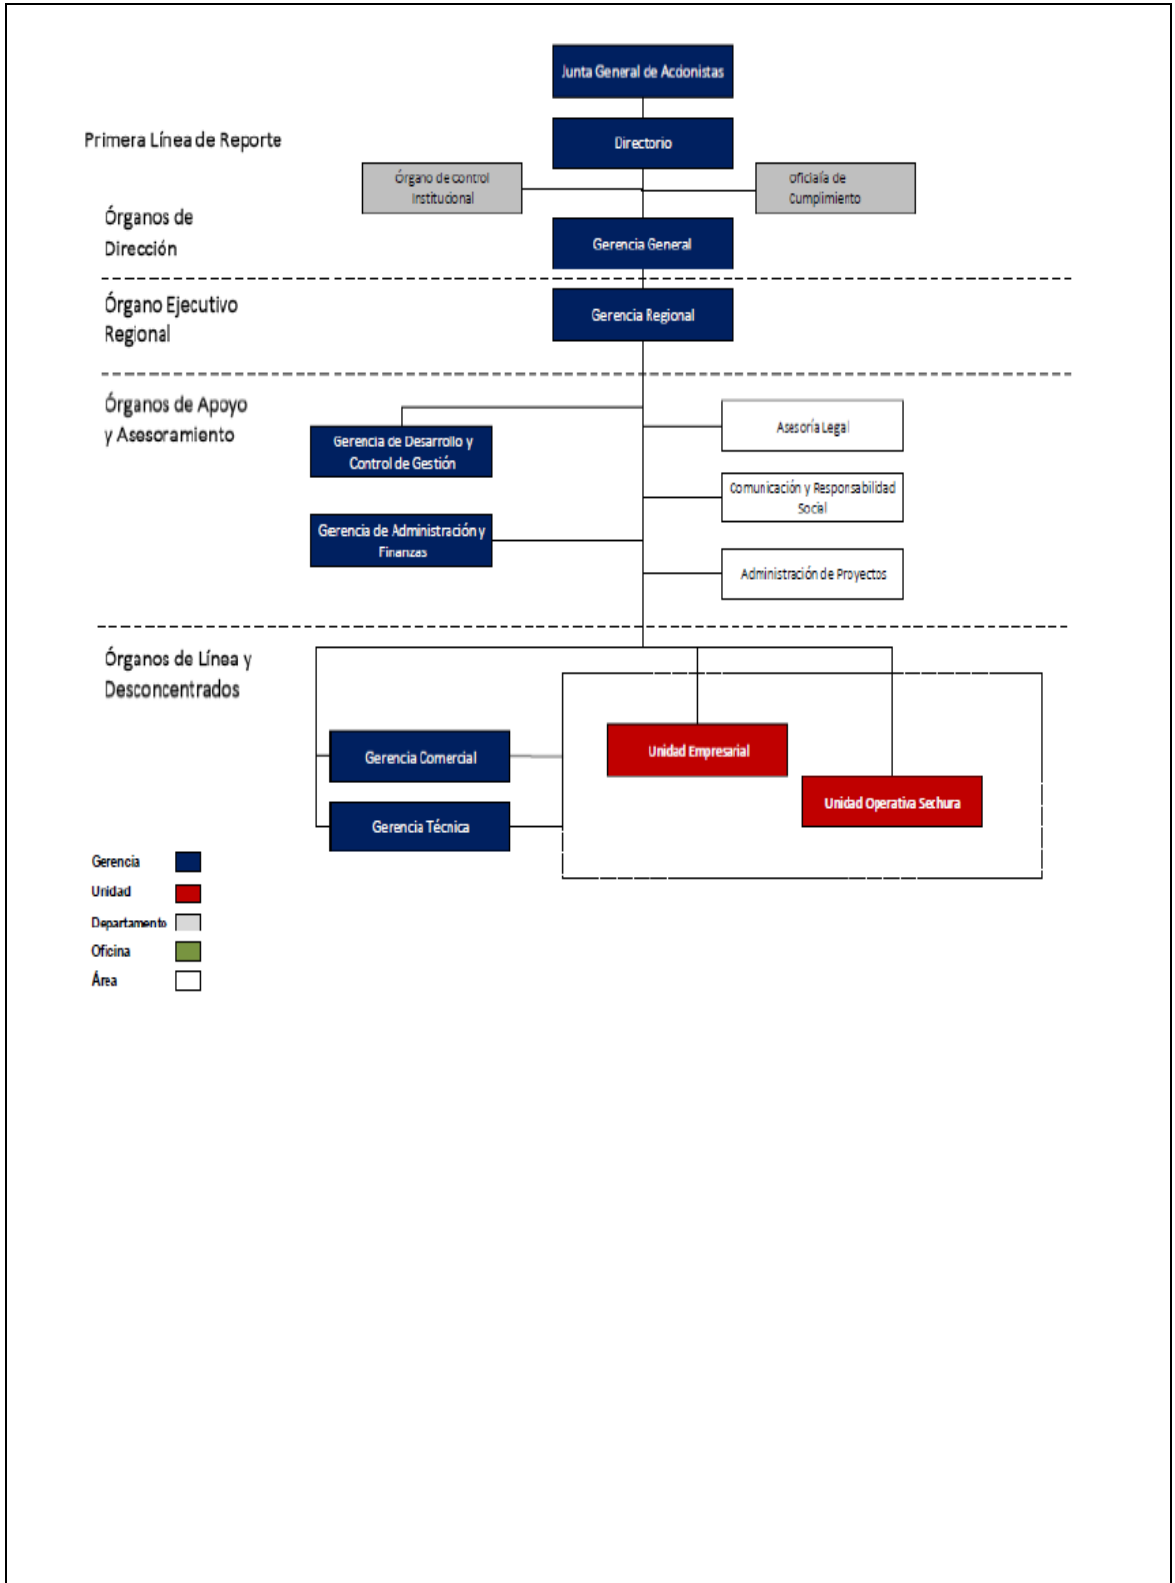 Junta General de Accionistas
Primera Línea de Reporte
Directorio
Órgano de Control
Institucional
Oficialía de
Cumplimiento
Órganos de
Dirección
Gerencia General
Órgano Ejecutivo
Regional
Gerencia Regional
Órganos de Apoyo
y Asesoramiento
Gerencia de Desarrollo y
Control de Gestión
Asesoría Legal
Comunicación y Responsabilidad
Social
Gerencia de Administración y
Finanzas
Administración de Proyectos
Órganos de Línea y
Desconcentrados
Gerencia Comercial
Unidad Empresarial
Unidad Operativa Sechura
Gerencia Técnica
Gerencia
Unidad
Departamento
Oficina
Área